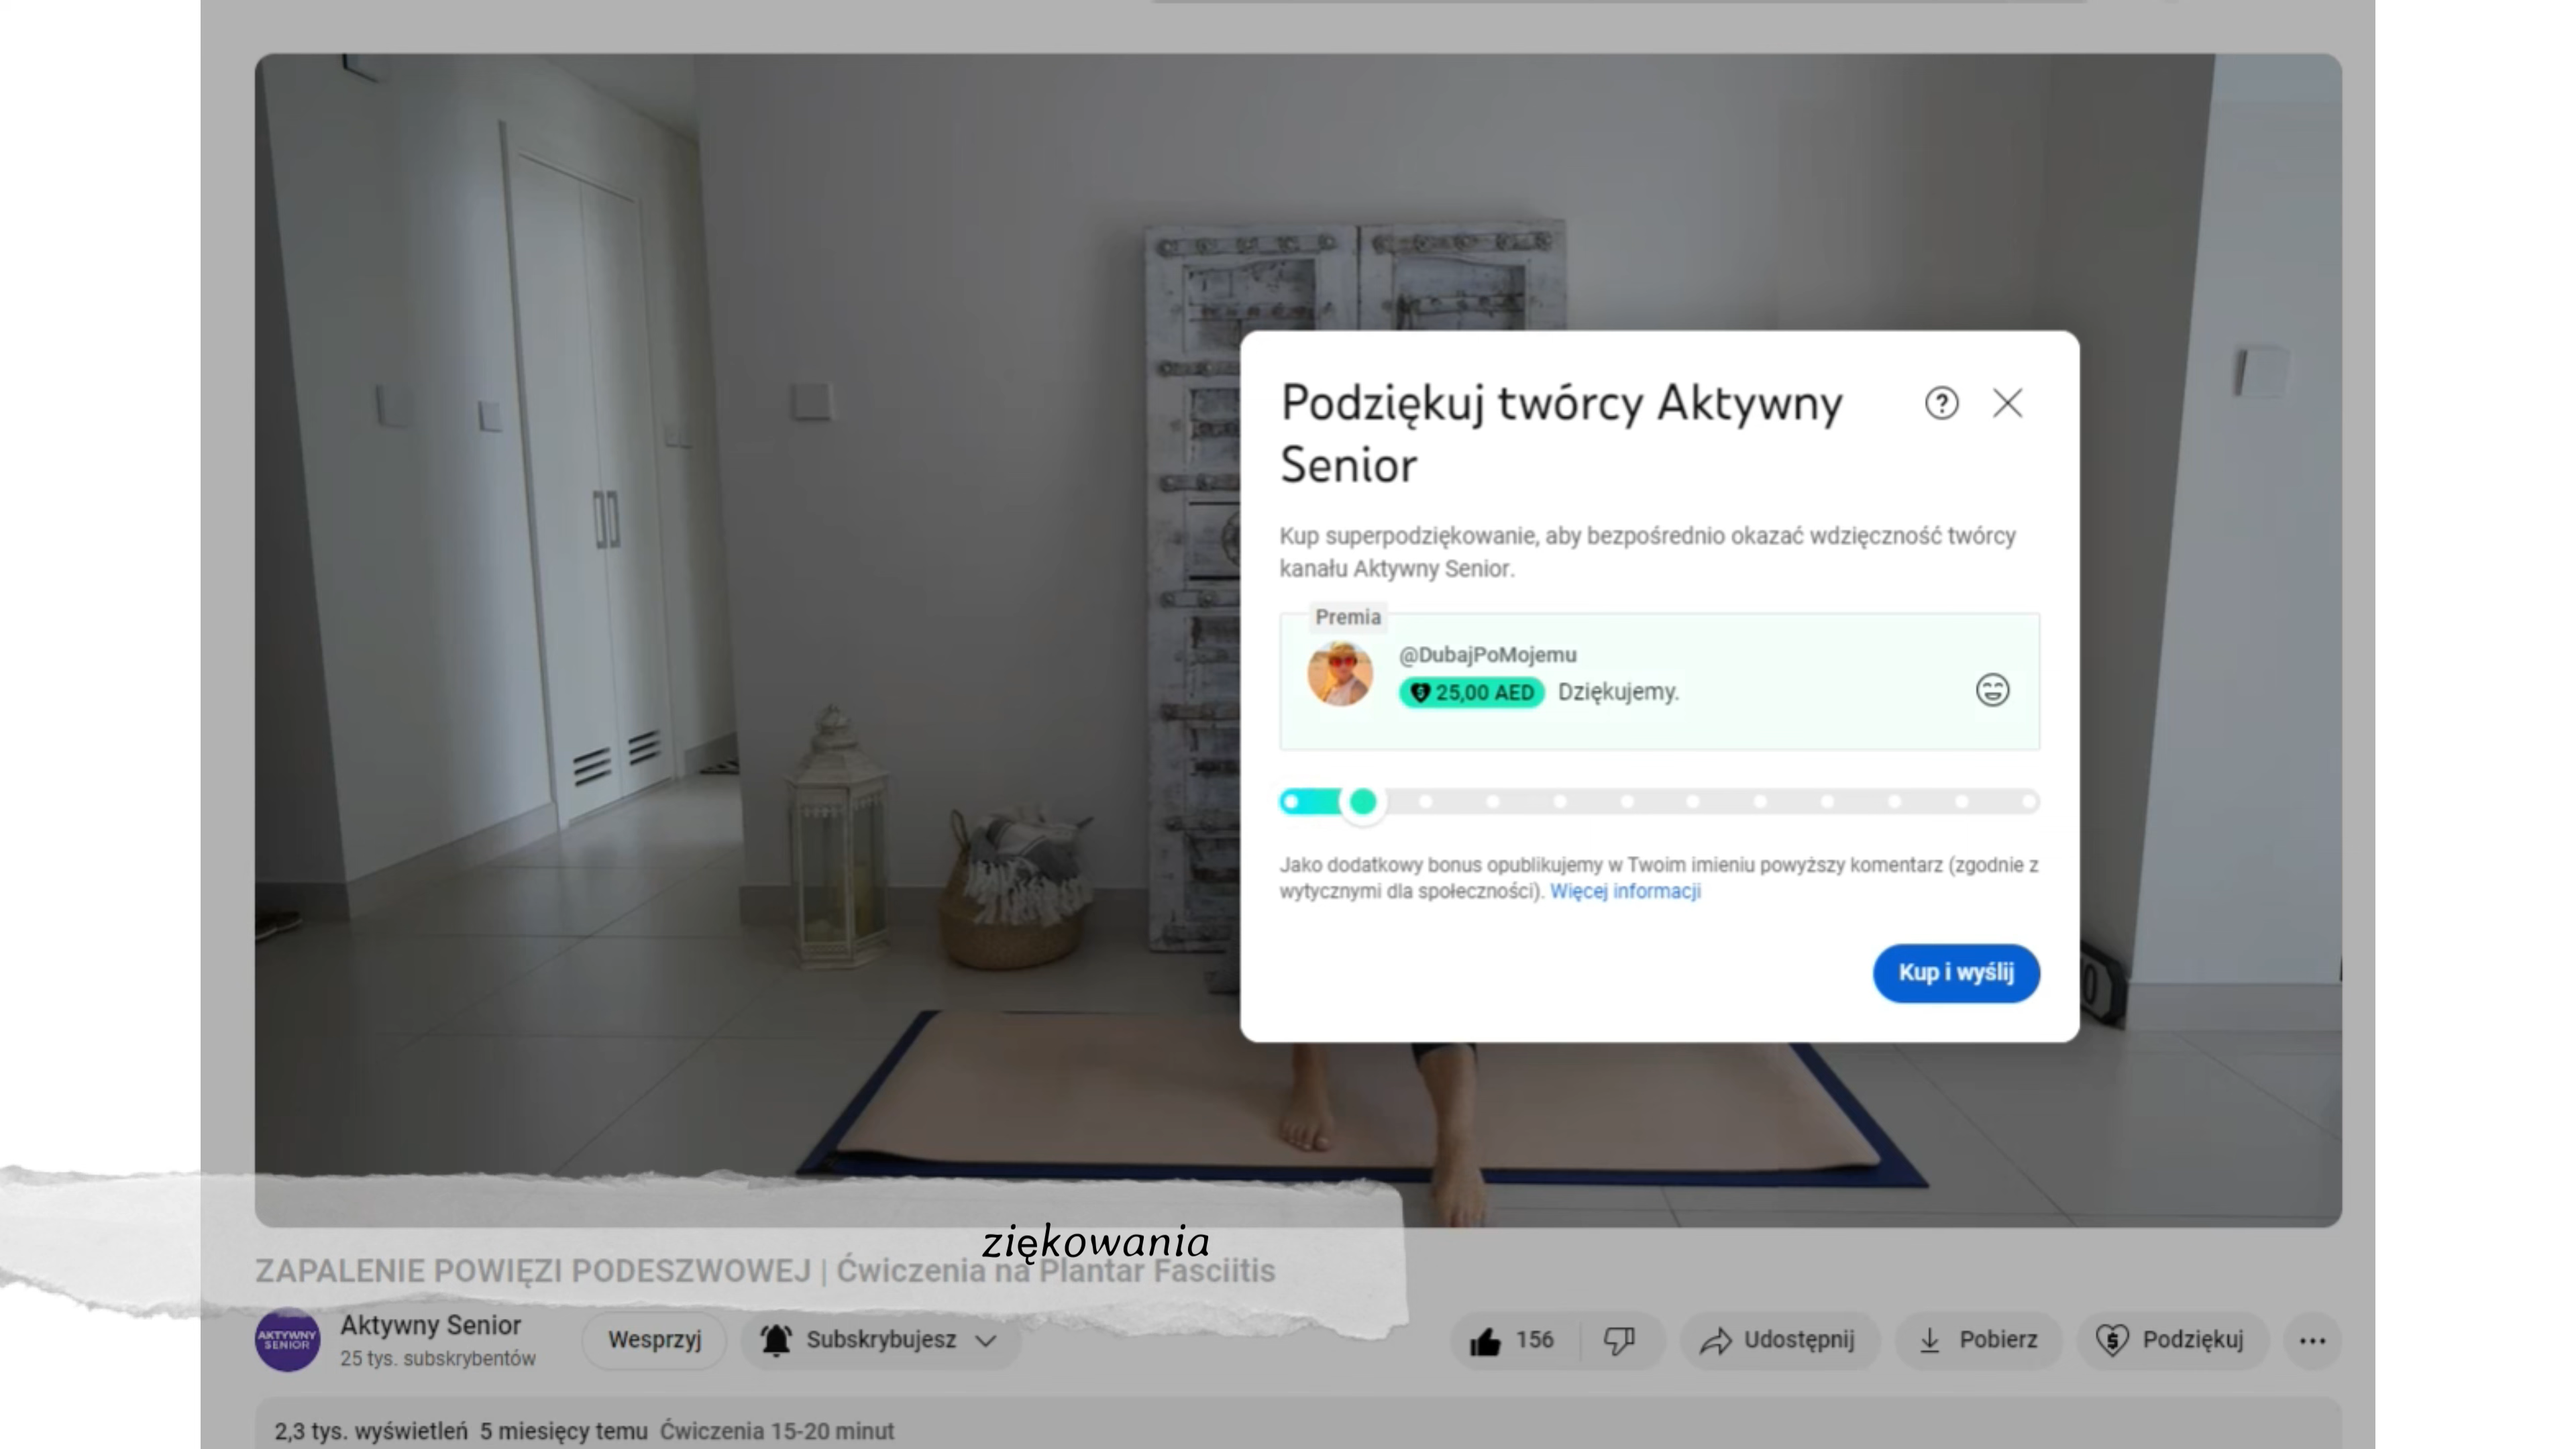 Podziękuj twórcy Aktywny
Senior
Kup superpodziękowanie, aby bezpośrednio okazać wdzięczność twórcy
kanału Aktywny Senior.
Premia
@DubajPoMojemu
25,00 AED Dziękujemy.
Jako dodatkowy bonus opublikujemy w Twoim imieniu powyższy komentarz (zgodnie z
wytycznymi dla społeczności). Więcej informacji
Kup i wyślij
ziękowania
ZAPALENIE POWIĘZI PODESZWOWEJ | Ćwiczenia na Plantar Fasciitis
AKTYWNY
SENIOR
Aktywny Senior
25 tys. subskrybentów
Wesprzyj
Subskrybujesz
156
Udostępnij
Pobierz
Podziękuj
2,3 tys. wyświetleń 5 miesięcy temu Ćwiczenia 15-20 minut